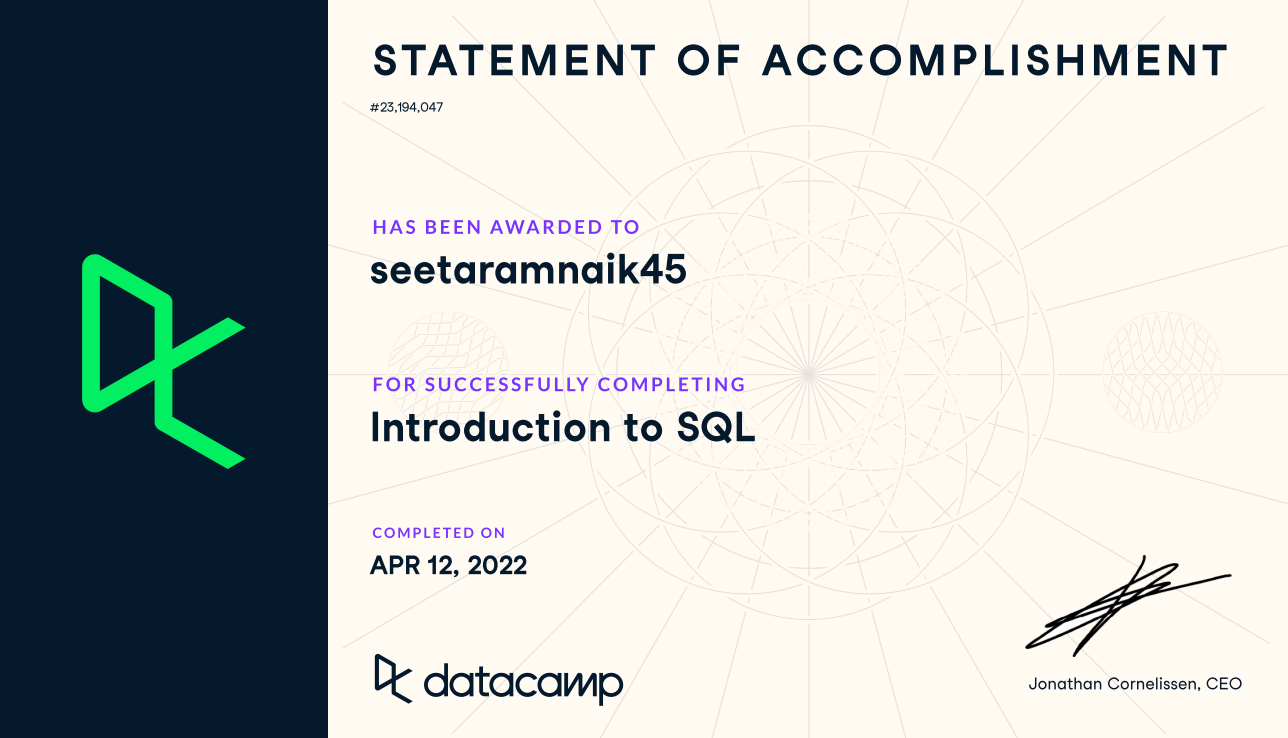 STATEMENT OF ACCOMPLISHMENT
#23,194,047
HAS BEEN AWARDED TO
seetaramnaik45
FOR SUCCESSFULLY COMPLETING
Introduction to SQL
COMPLETED ON
APR 12, 2022
datacamp
Jonathan Cornelissen, CEO